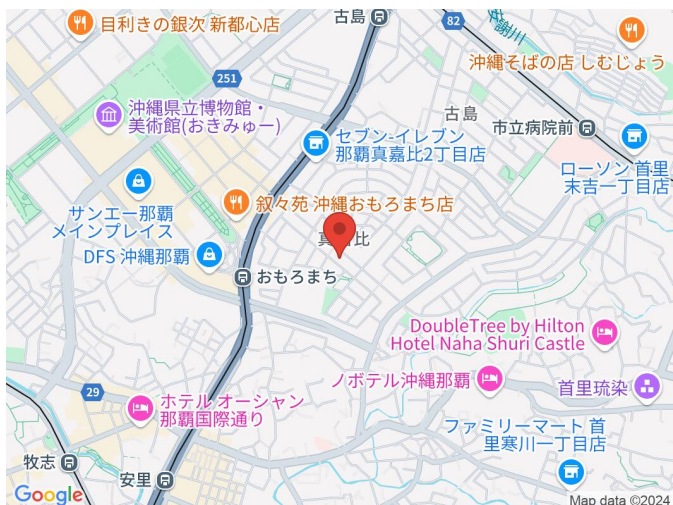 目利きの銀次 新都心店
古島
82
安謝川
沖縄そばの店 しむじょう
251
沖縄県立博物館・
美術館(おきみゅー)
古島
市立病院前
セブン-イレブン
那覇真嘉比2丁目店
ローソン 首里
末吉一丁目店
サンエー那覇
メインプレイス
叙々苑 沖縄おもろまち店
DFS 沖縄那覇
おもろまち
DoubleTree by Hilton
Hotel Naha Shuri Castle
29
ホテル オーシャン
那覇国際通り
ノボテル沖縄那覇
首里琉染
ファミリーマート 首
里寒川一丁目店
牧志
安里
Google
Map data ©2024